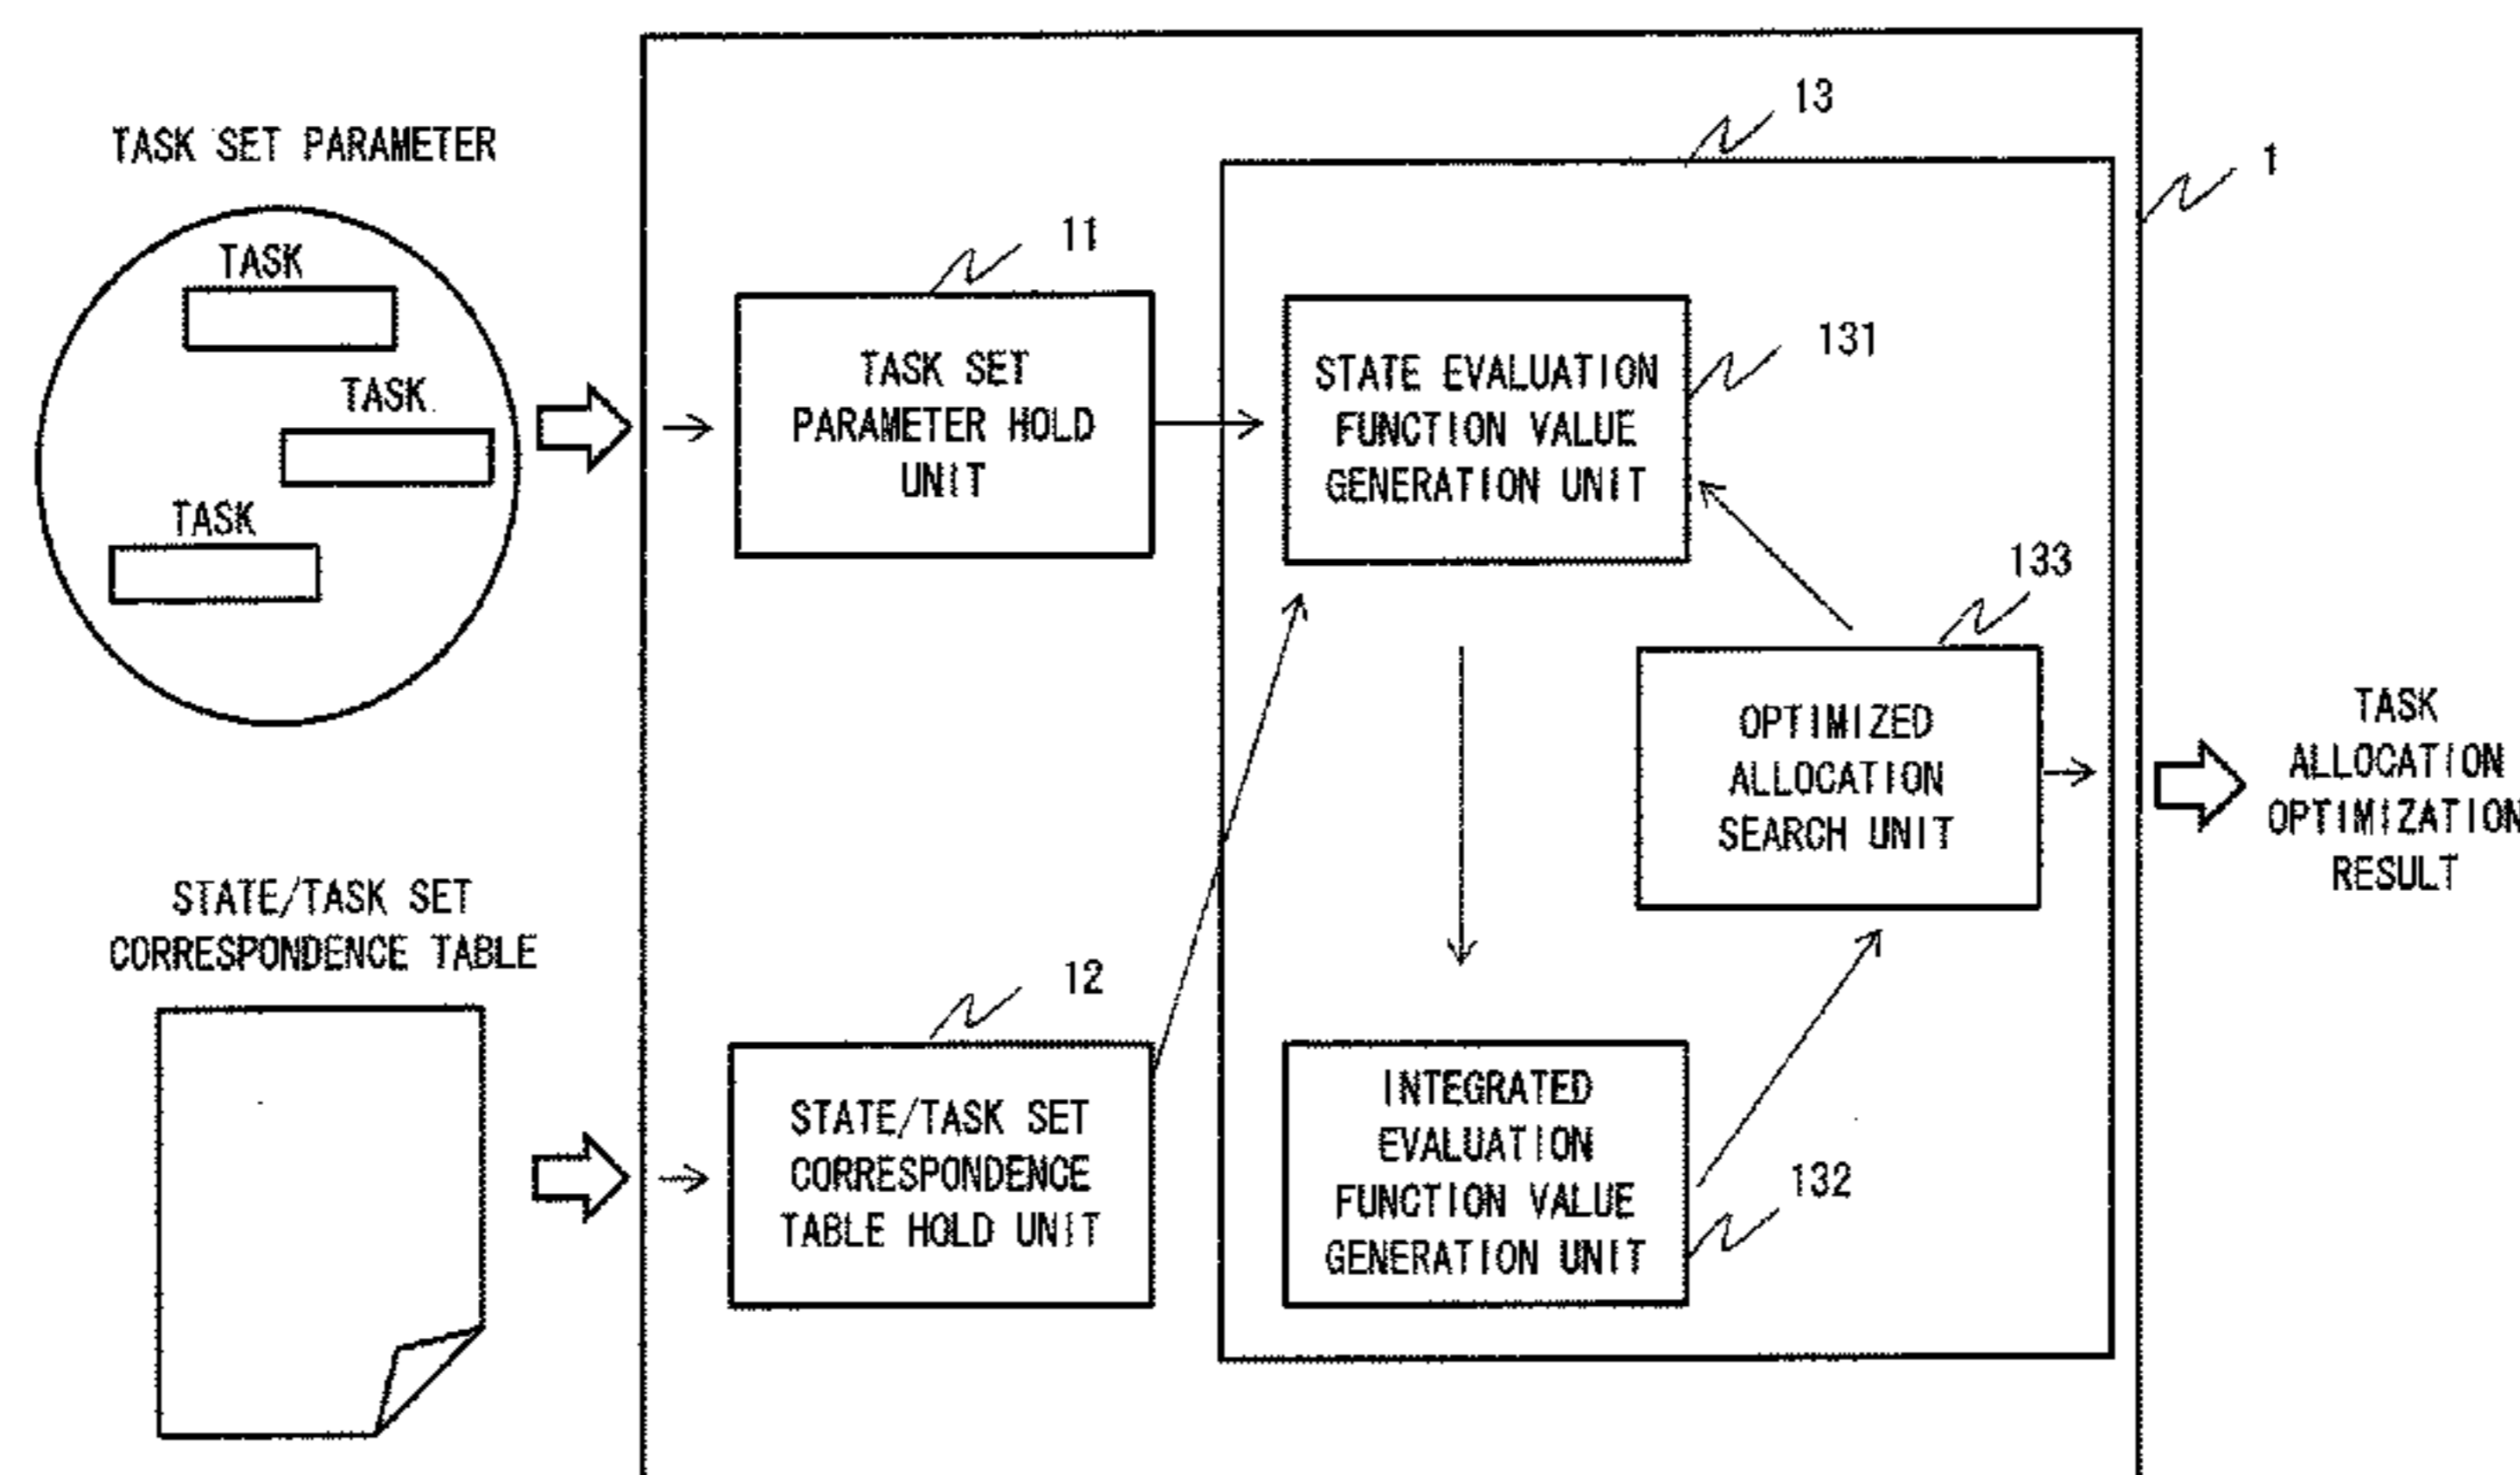 TASK SET PARAMETER
TASK
TASK
TASK
STATE/TASK SET
CORRESPONDENCE TABLE
11
TASK SET
PARAMETER HOLD
UNIT
12
STATE/TASK SET
CORRESPONDENCE
TABLE HOLD UNIT
13
1
131
STATE EVALUATION
FUNCTION VALUE
GENERATION UNIT
133
OPTIMIZED
ALLOCATION
SEARCH UNIT
INTEGRATED
EVALUATION
FUNCTION VALUE
GENERATION UNIT
132
TASK
ALLOCATION
OPTIMIZATION
RESULT